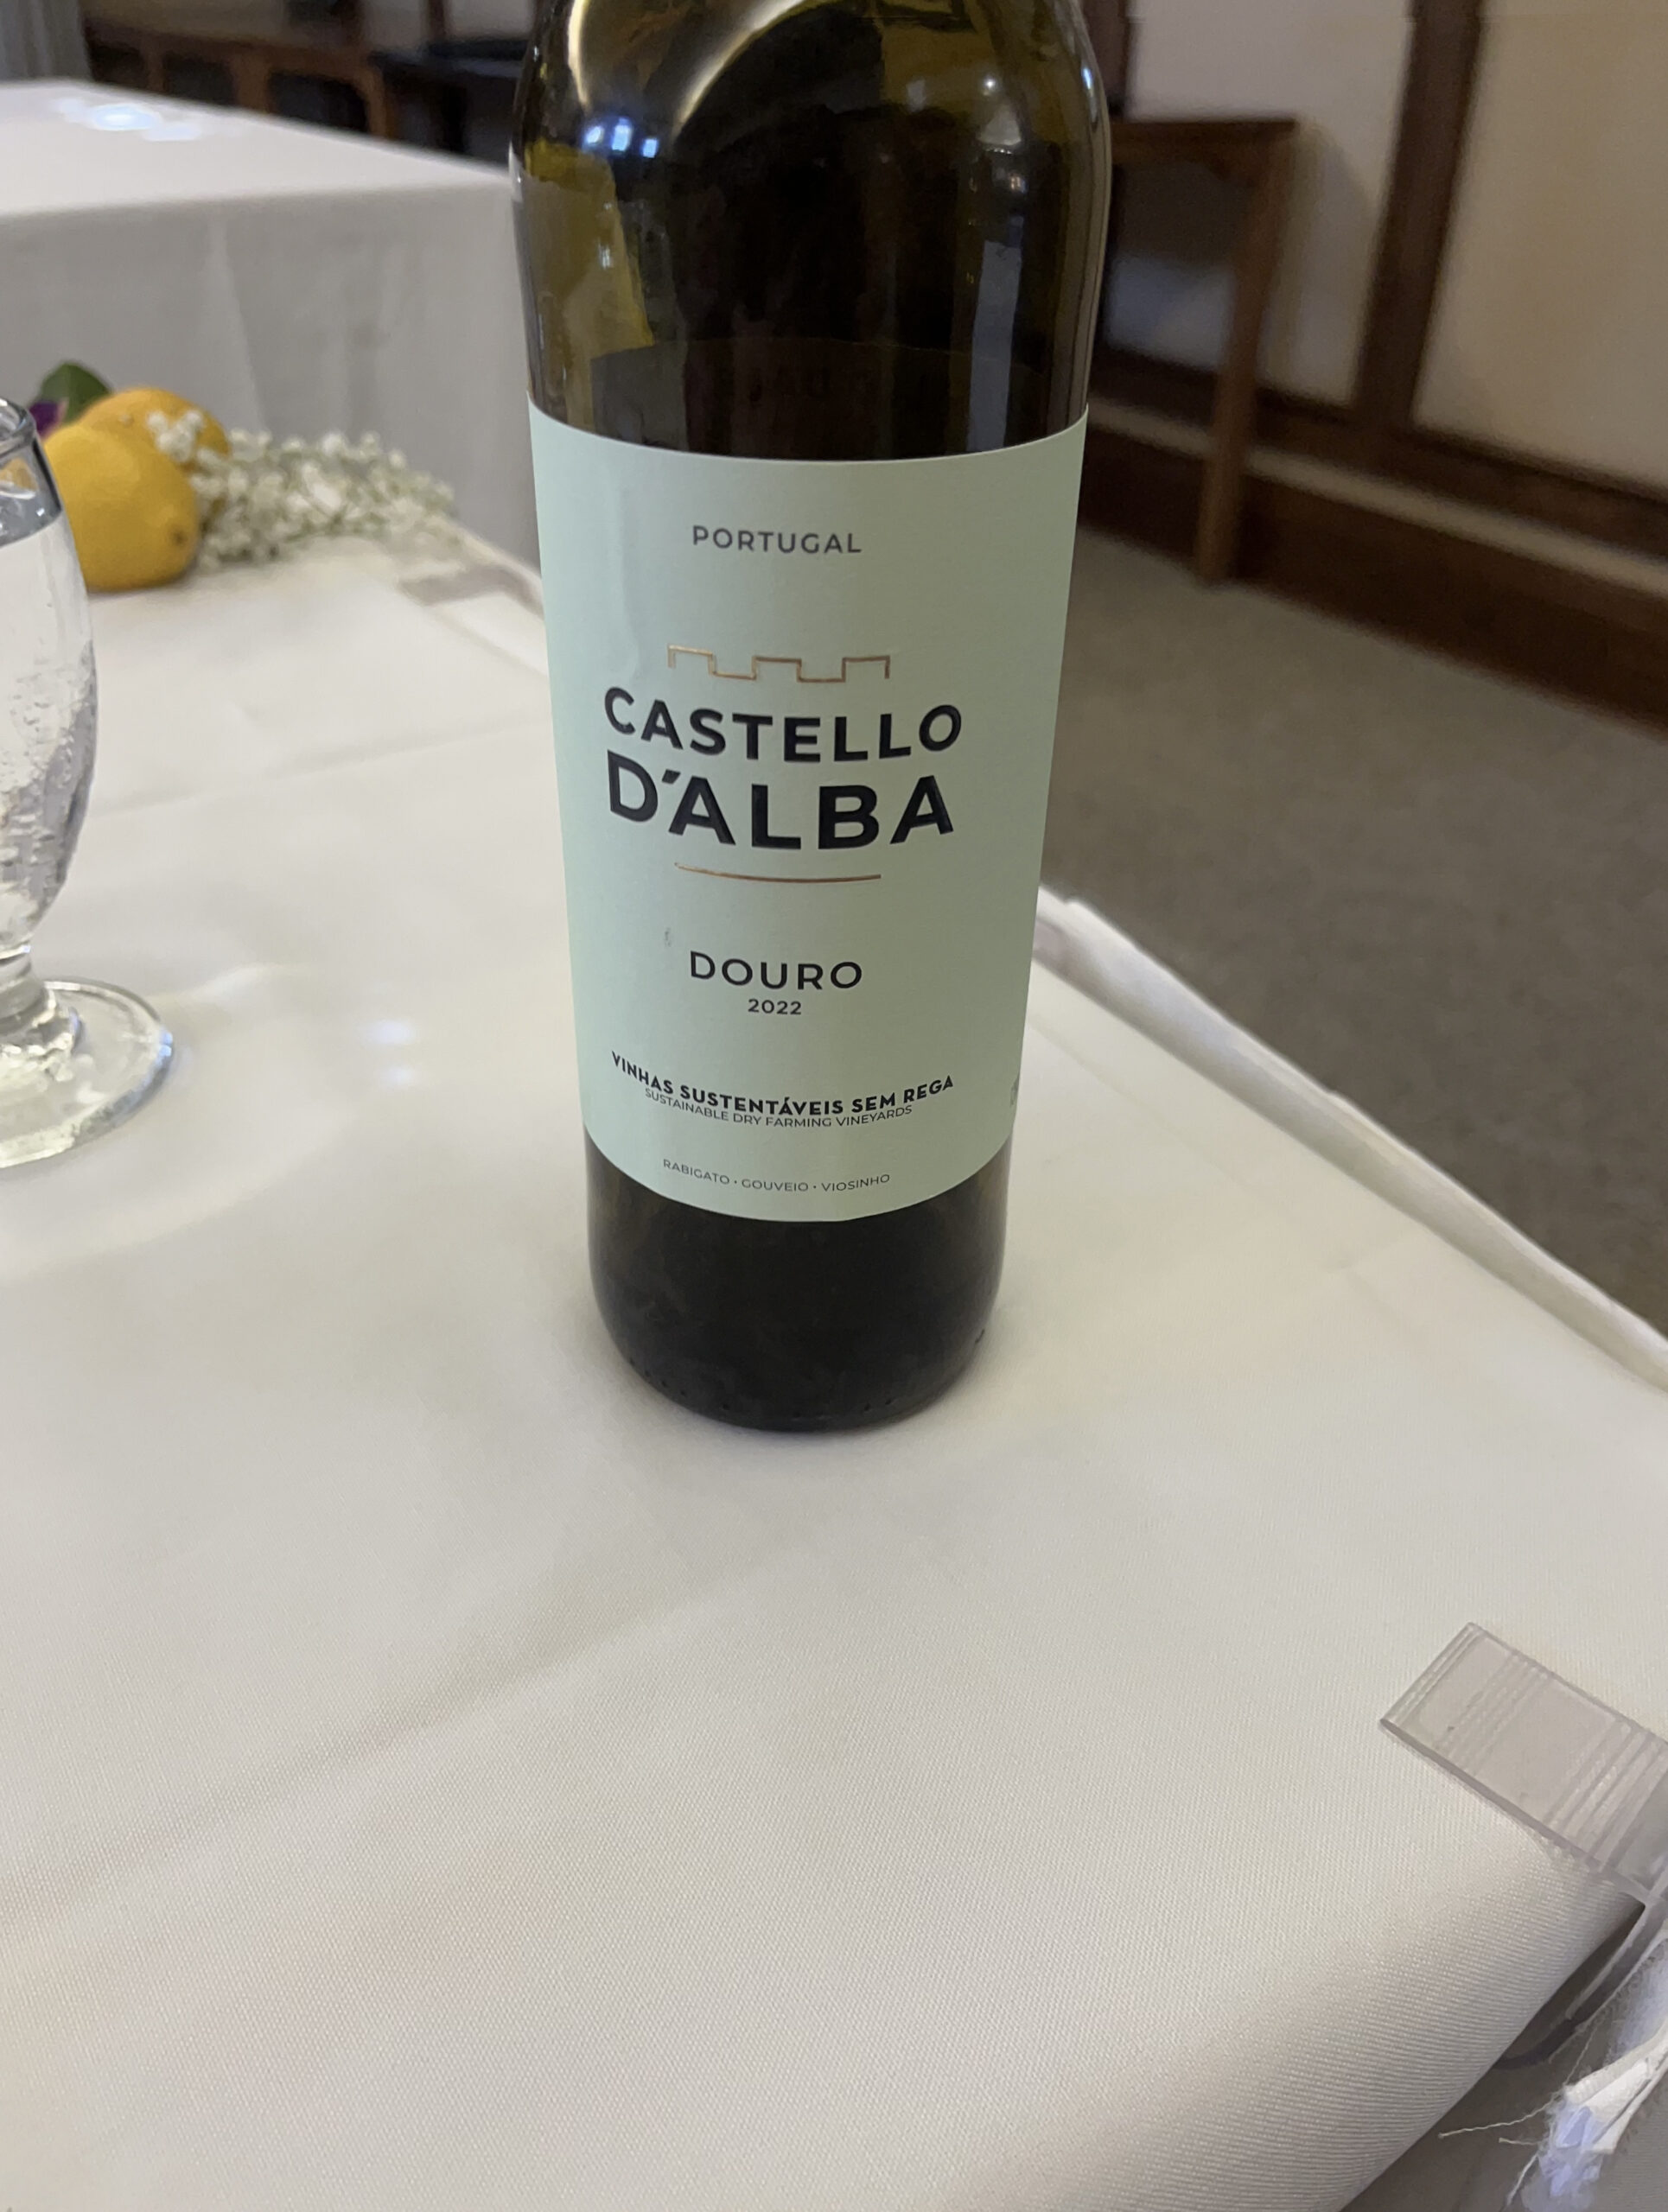 PORTUGAL
CASTELLO
D'ALBA
DOURO
2022
VINHAS SUSTENTÁVEIS SEM REGA
SUSTAINABLE DRY FARMING VINEYARDS
RABIGATO • GOUVEIO • VIOSINHO